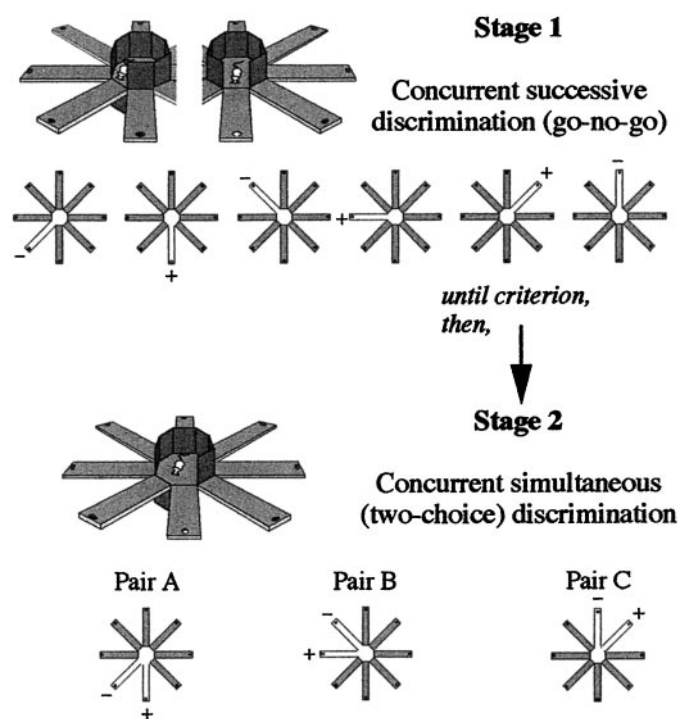 Stage 1
Concurrent successive
discrimination (go-no-go)
− + − + + −
until criterion,
then,
Stage 2
Concurrent simultaneous
(two-choice) discrimination
Pair A Pair B Pair C
− + − + − +